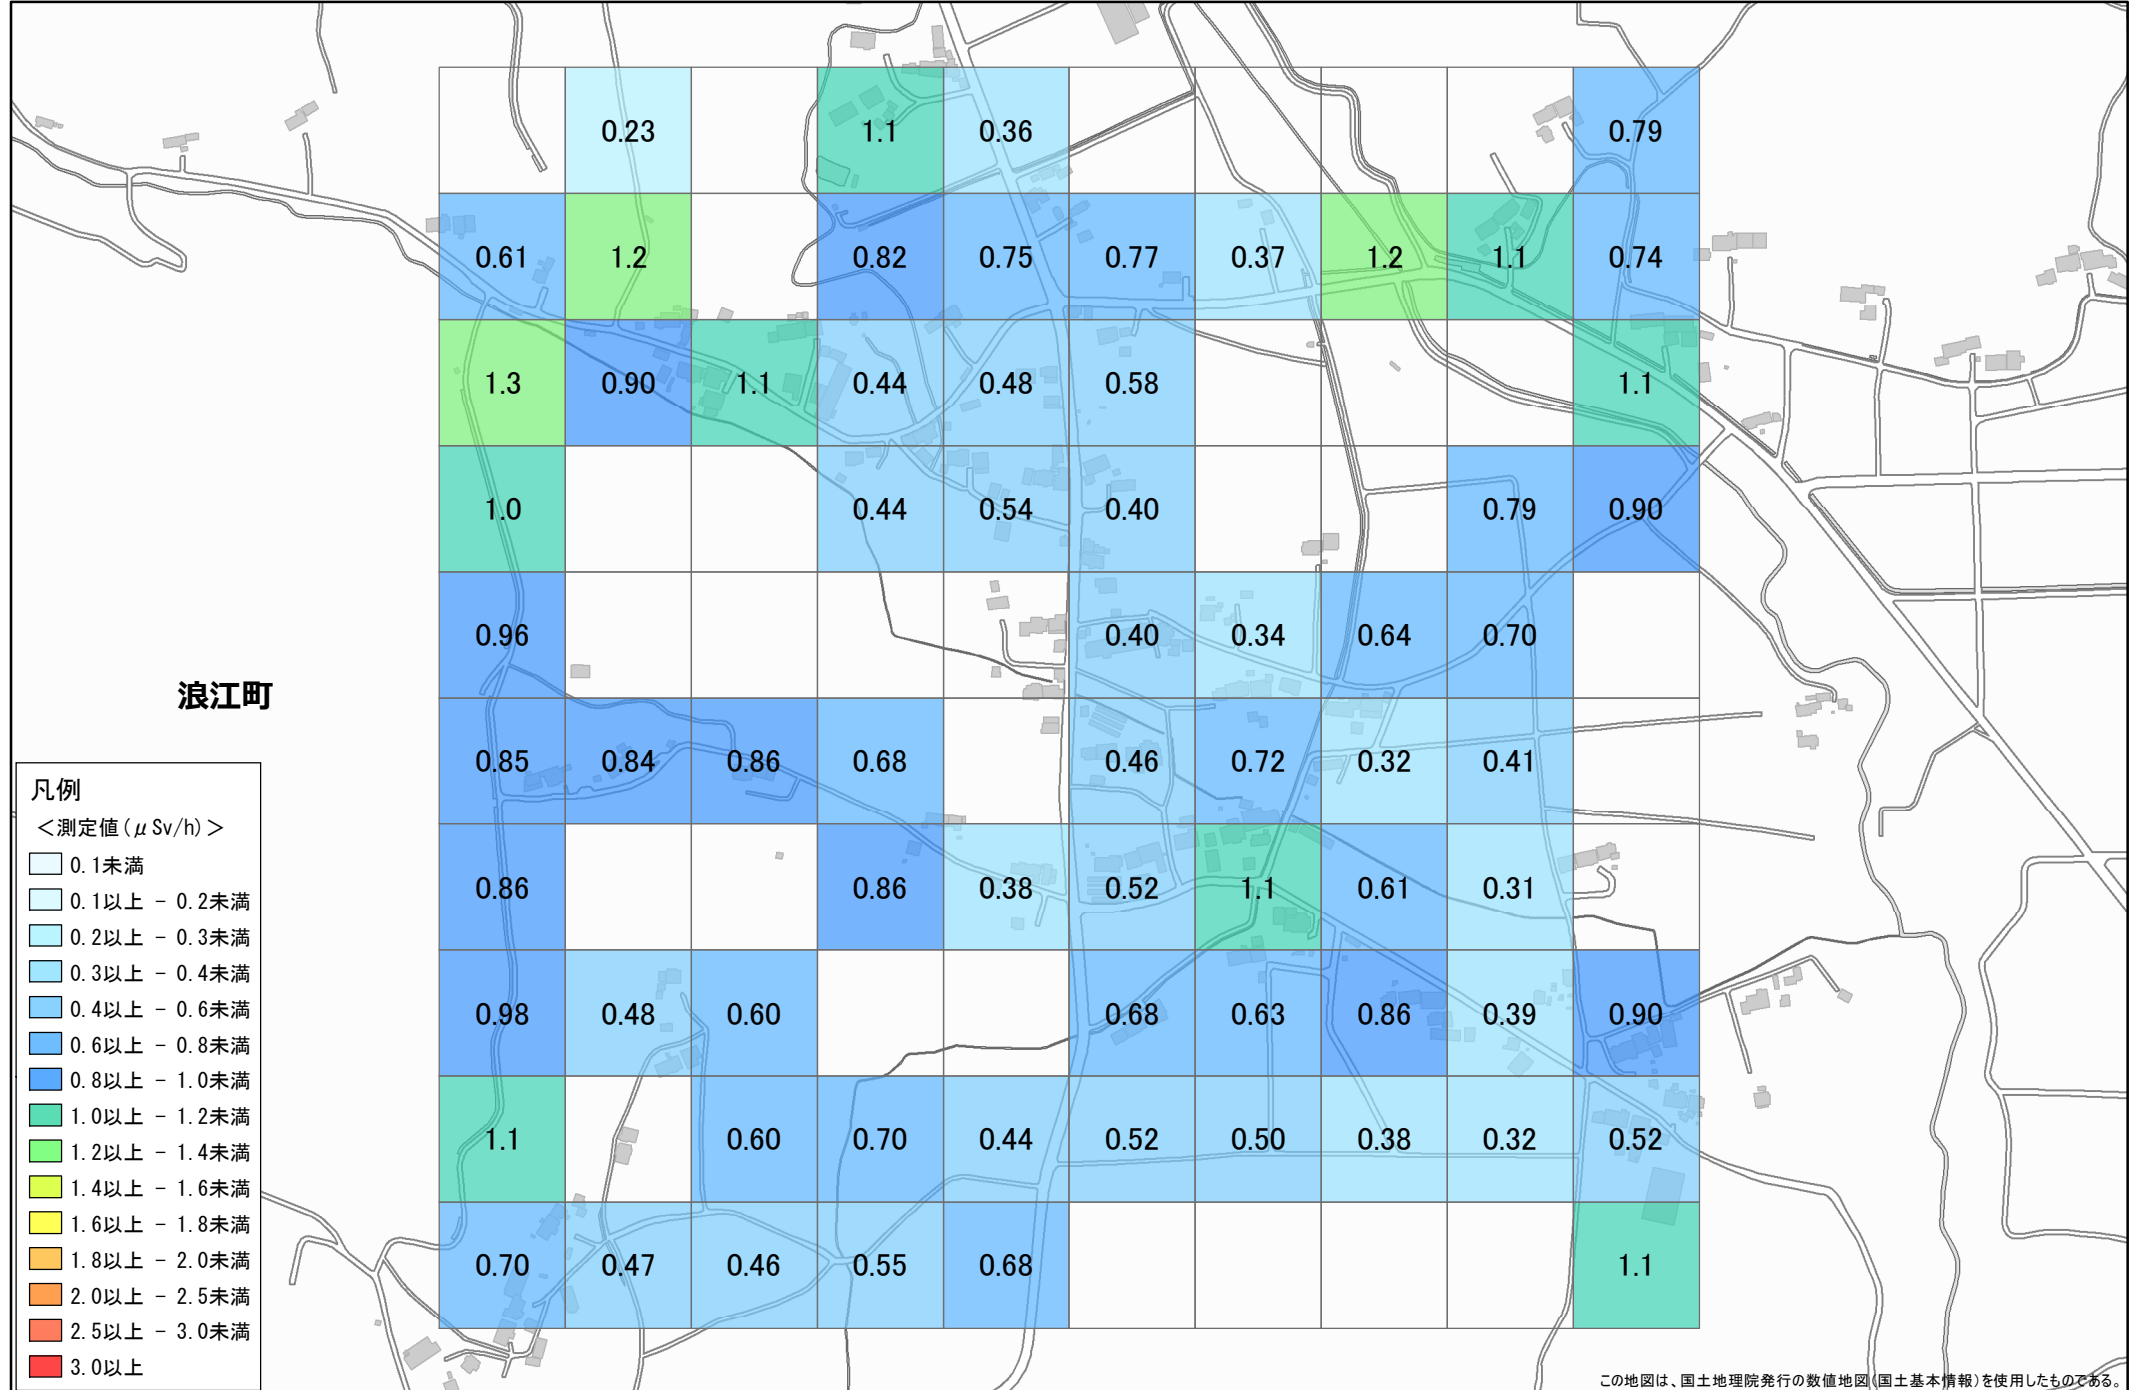 0.23 1.1 0.36 0.79
0.61 1.2 0.82 0.75 0.77 0.37 1.2 1.1 0.74
1.3 0.90 1.1 0.44 0.48 0.58 1.1
1.0 0.44 0.54 0.40 0.79 0.90
0.96 0.40 0.34 0.64 0.70
浪江町
0.85 0.84 0.86 0.68 0.46 0.72 0.32 0.41
0.86 0.86 0.38 0.52 1.1 0.61 0.31
0.98 0.48 0.60 0.68 0.63 0.86 0.39 0.90
1.1 0.60 0.70 0.44 0.52 0.50 0.38 0.32 0.52
0.70 0.47 0.46 0.55 0.68 1.1
凡例
＜測定値(μSv/h)＞
0.1未満
0.1以上 － 0.2未満
0.2以上 － 0.3未満
0.3以上 － 0.4未満
0.4以上 － 0.6未満
0.6以上 － 0.8未満
0.8以上 － 1.0未満
1.0以上 － 1.2未満
1.2以上 － 1.4未満
1.4以上 － 1.6未満
1.6以上 － 1.8未満
1.8以上 － 2.0未満
2.0以上 － 2.5未満
2.5以上 － 3.0未満
3.0以上
この地図は、国土地理院発行の数値地図(国土基本情報)を使用したものである。